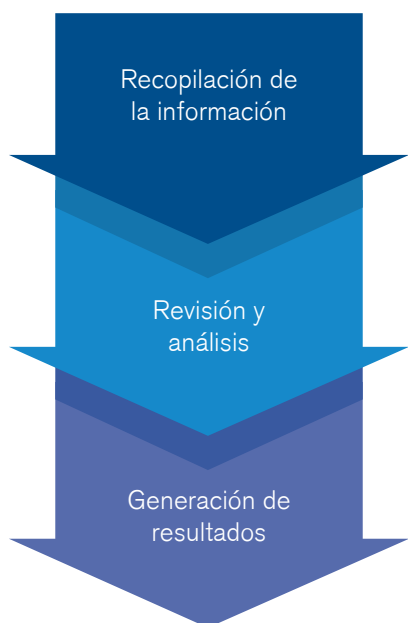 Recopilación de
la información
Revisión y
análisis
Generación de
resultados